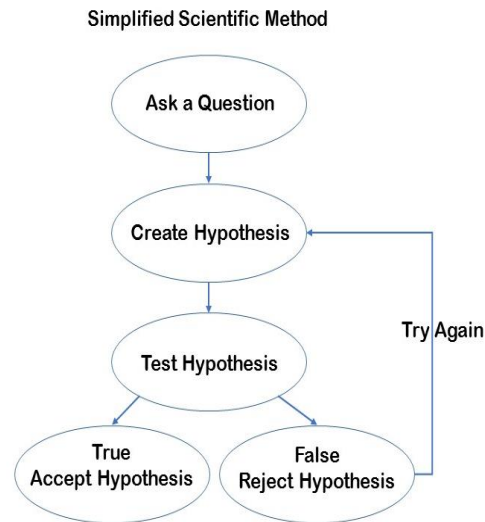 Simplified Scientific Method
Ask a Question
Create Hypothesis
Try Again
Test Hypothesis
True
Accept Hypothesis
False
Reject Hypothesis